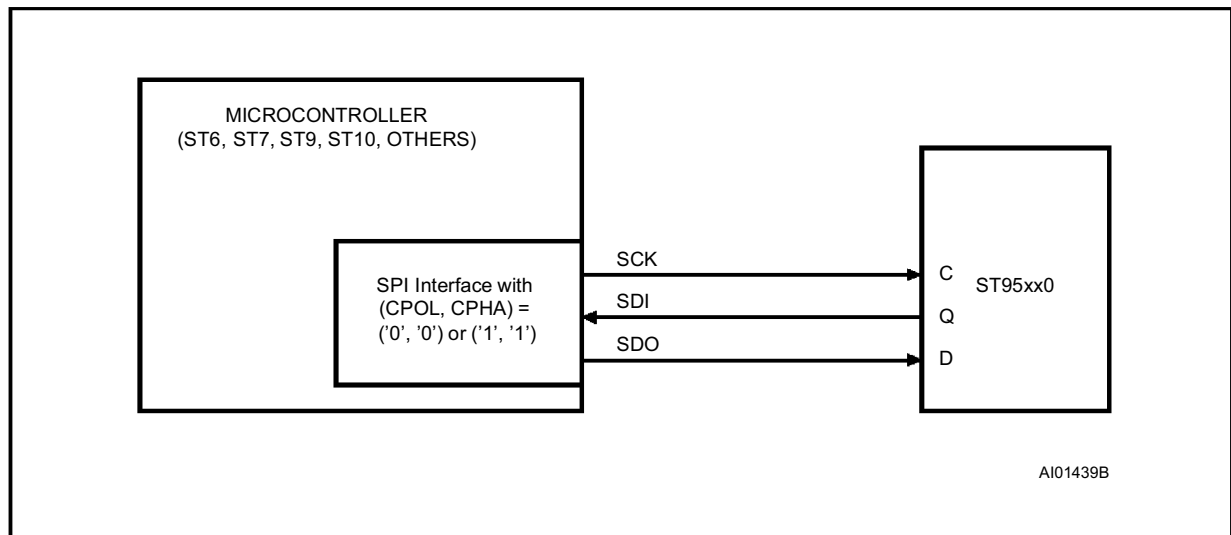 MICROCONTROLLER
(ST6, ST7, ST9, ST10, OTHERS)
SPI Interface with
(CPOL, CPHA) =
('0', '0') or ('1', '1')
SCK
SDI
SDO
C
Q
D
ST95xx0
AI01439B